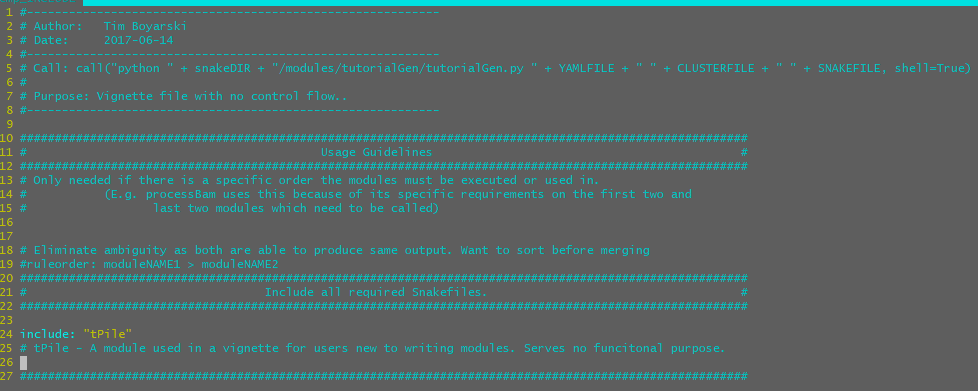 1 #-----------------------------------------------------------
2 # Author:   Tim Boyarski
3 # Date:     2017-06-14
4 #-----------------------------------------------------------
5 # Call: call("python " + snakeDIR + "/modules/tutorialGen/tutorialGen.py " + YAMLFILE + " " + CLUSTERFILE + " " + SNAKEFILE, shell=True)
6 #
7 # Purpose: Vignette file with no control flow..
8 #-----------------------------------------------------------
9
10 ########################################################################################################
11 #                                          Usage Guidelines                                            #
12 ########################################################################################################
13 # Only needed if there is a specific order the modules must be executed or used in.
14 #           (E.g. processBam uses this because of its specific requirements on the first two and
15 #                  last two modules which need to be called)
16
17
18 # Eliminate ambiguity as both are able to produce same output. Want to sort before merging
19 #ruleorder: moduleNAME1 > moduleNAME2
20 ########################################################################################################
21 #                                  Include all required Snakefiles.                                    #
22 ########################################################################################################
23
24 include: "tPile"
25 # tPile - A module used in a vignette for users new to writing modules. Serves no funcitonal purpose.
26
27 ########################################################################################################